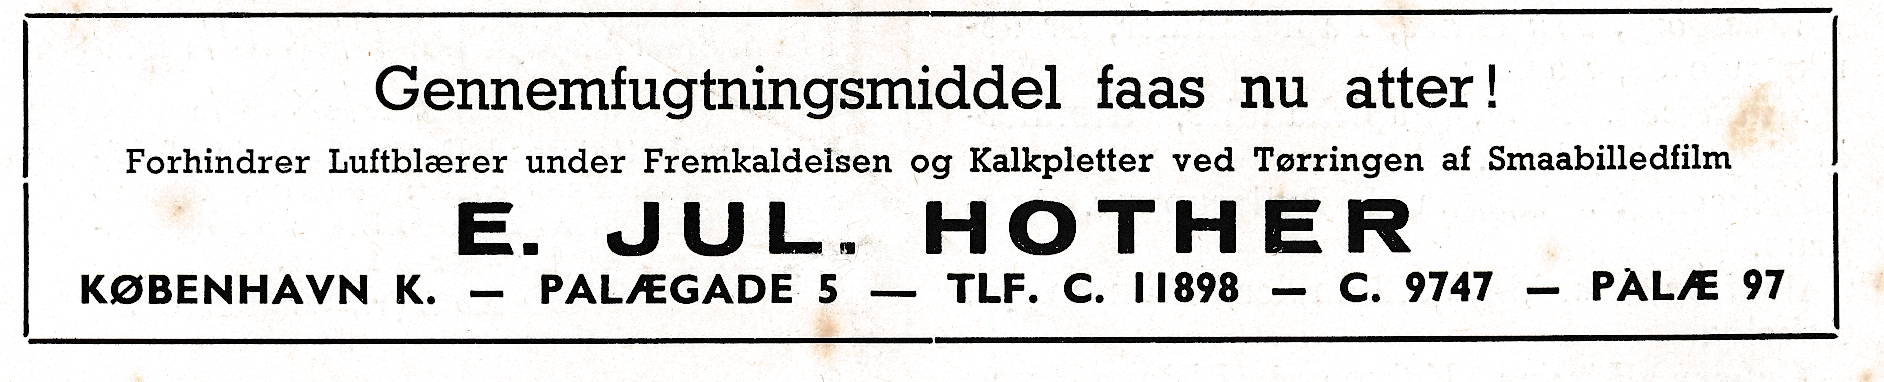 Gennemfugtningsmiddel faas nu atter!
Forhindrer Luftblærer under Fremkaldelsen og Kalkpletter ved Tørringen af Smaabilledfilm
E. JUL. HOTHER
KØBENHAVN K. — PALÆGADE 5 — TLF. C. 11898 — C. 9747 — PALÆ 97